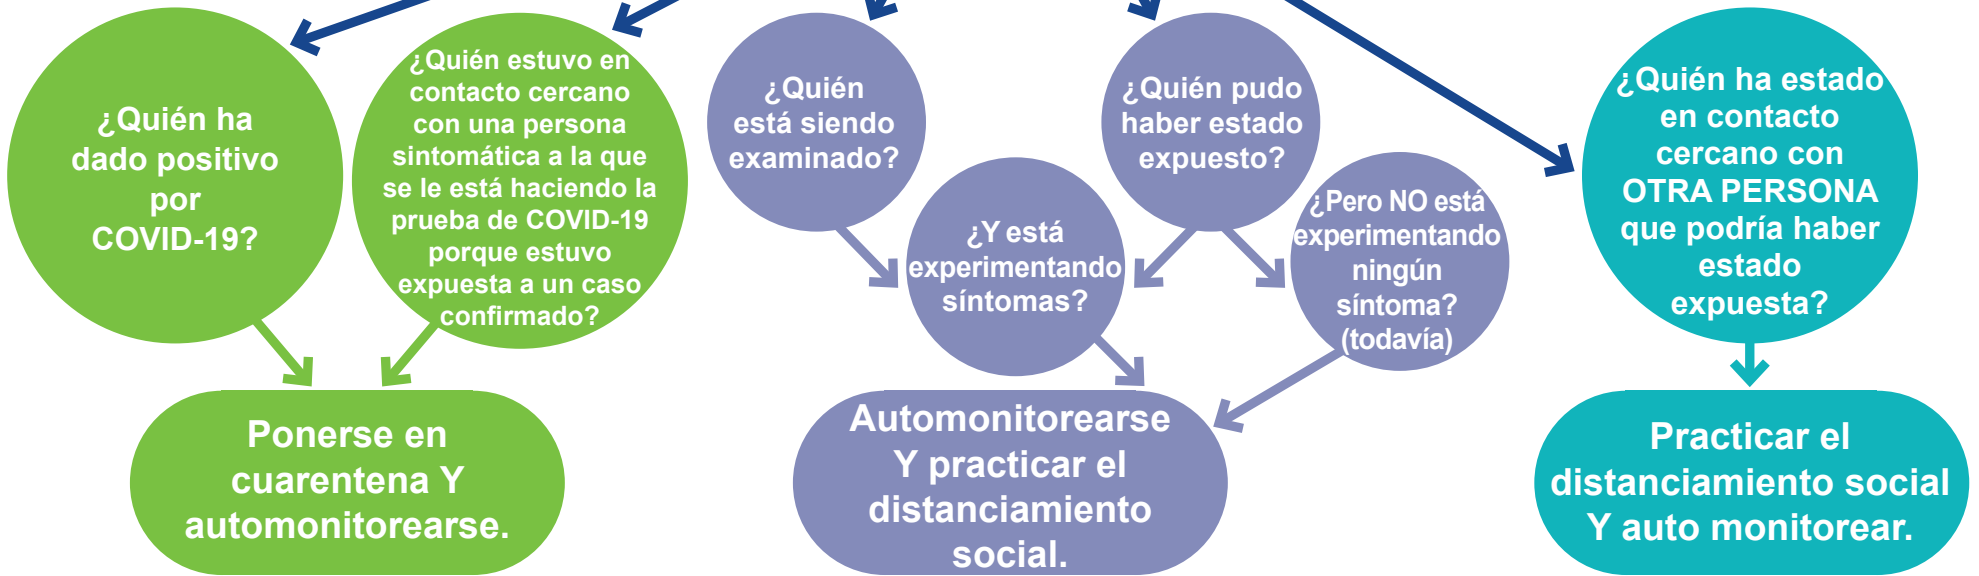 ¿Quién ha
dado positivo
por
COVID-19?
¿Quién estuvo en
contacto cercano
con una persona
sintomática a la que
se le está haciendo la
prueba de COVID-19
porque estuvo
expuesta a un caso
confirmado?
¿Quién
está siendo
examinado?
¿Y está
experimentando
síntomas?
¿Quién pudo
haber estado
expuesto?
¿Pero NO está
experimentando
ningún
síntoma?
(todavía)
¿Quién ha estado
en contacto
cercano con
OTRA PERSONA
que podría haber
estado
expuesta?
Ponerse en
cuarentena Y
automonitorearse.
Automonitorearse
Y practicar el
distanciamiento
social.
Practicar el
distanciamiento social
Y auto monitorear.